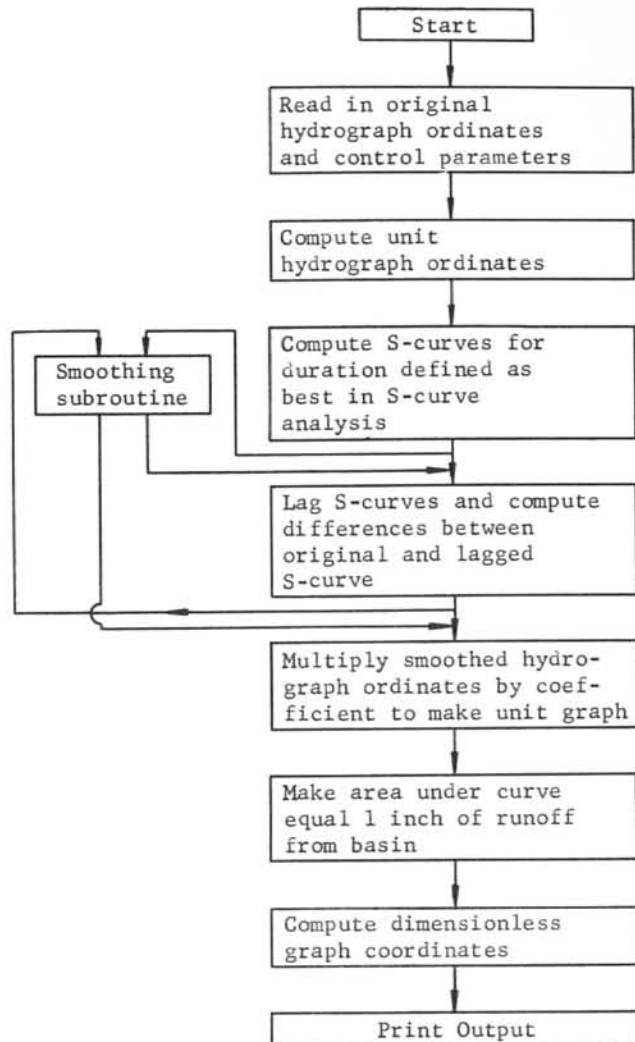 Start
Read in original
hydrograph ordinates
and control parameters
Compute unit
hydrograph ordinates
Compute S-curves for
duration defined as
best in S-curve
analysis
Smoothing
subroutine
Lag S-curves and compute
differences between
original and lagged
S-curve
Multiply smoothed hydro-
graph ordinates by coef-
ficient to make unit graph
Make area under curve
equal 1 inch of runoff
from basin
Compute dimensionless
graph coordinates
Print Output